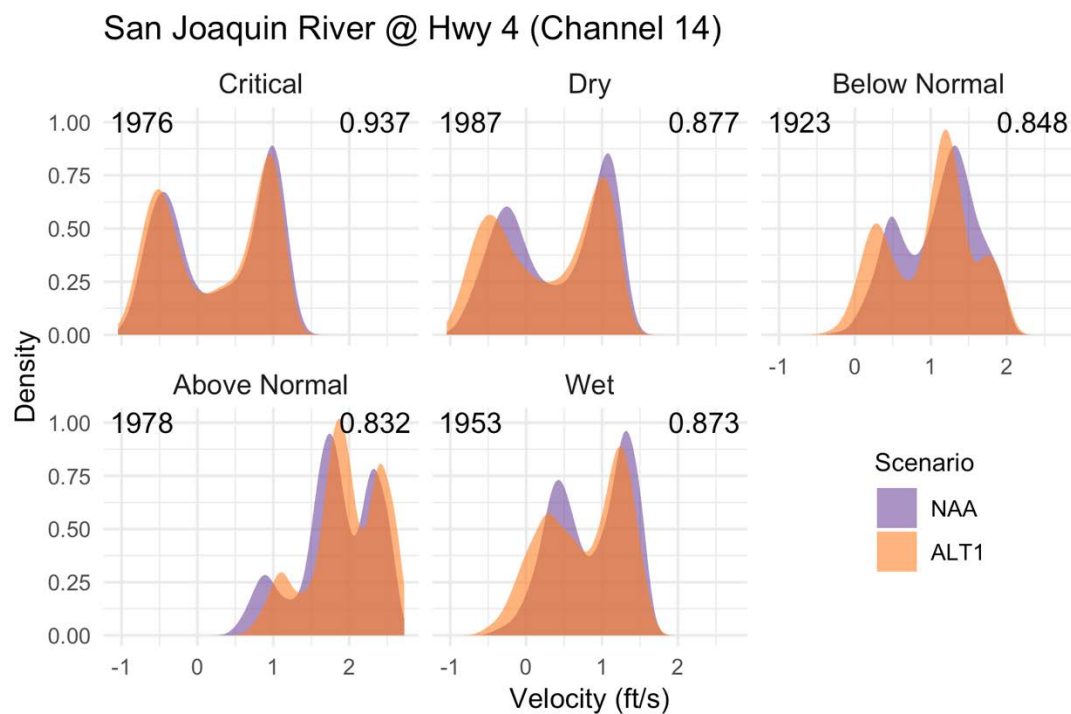 San Joaquin River @ Hwy 4 (Channel 14)
Critical
Dry
Below Normal
1.00
0.75
0.50
0.25
0.00
1976
0.937
1987
0.877
1923
0.848
-1 0 1 2
Density
Above Normal
Wet
1.00
0.75
0.50
0.25
0.00
1978
0.832
1953
0.873
-1 0 1 2
-1 0 1 2
Velocity (ft/s)
Scenario
NAA
ALT1